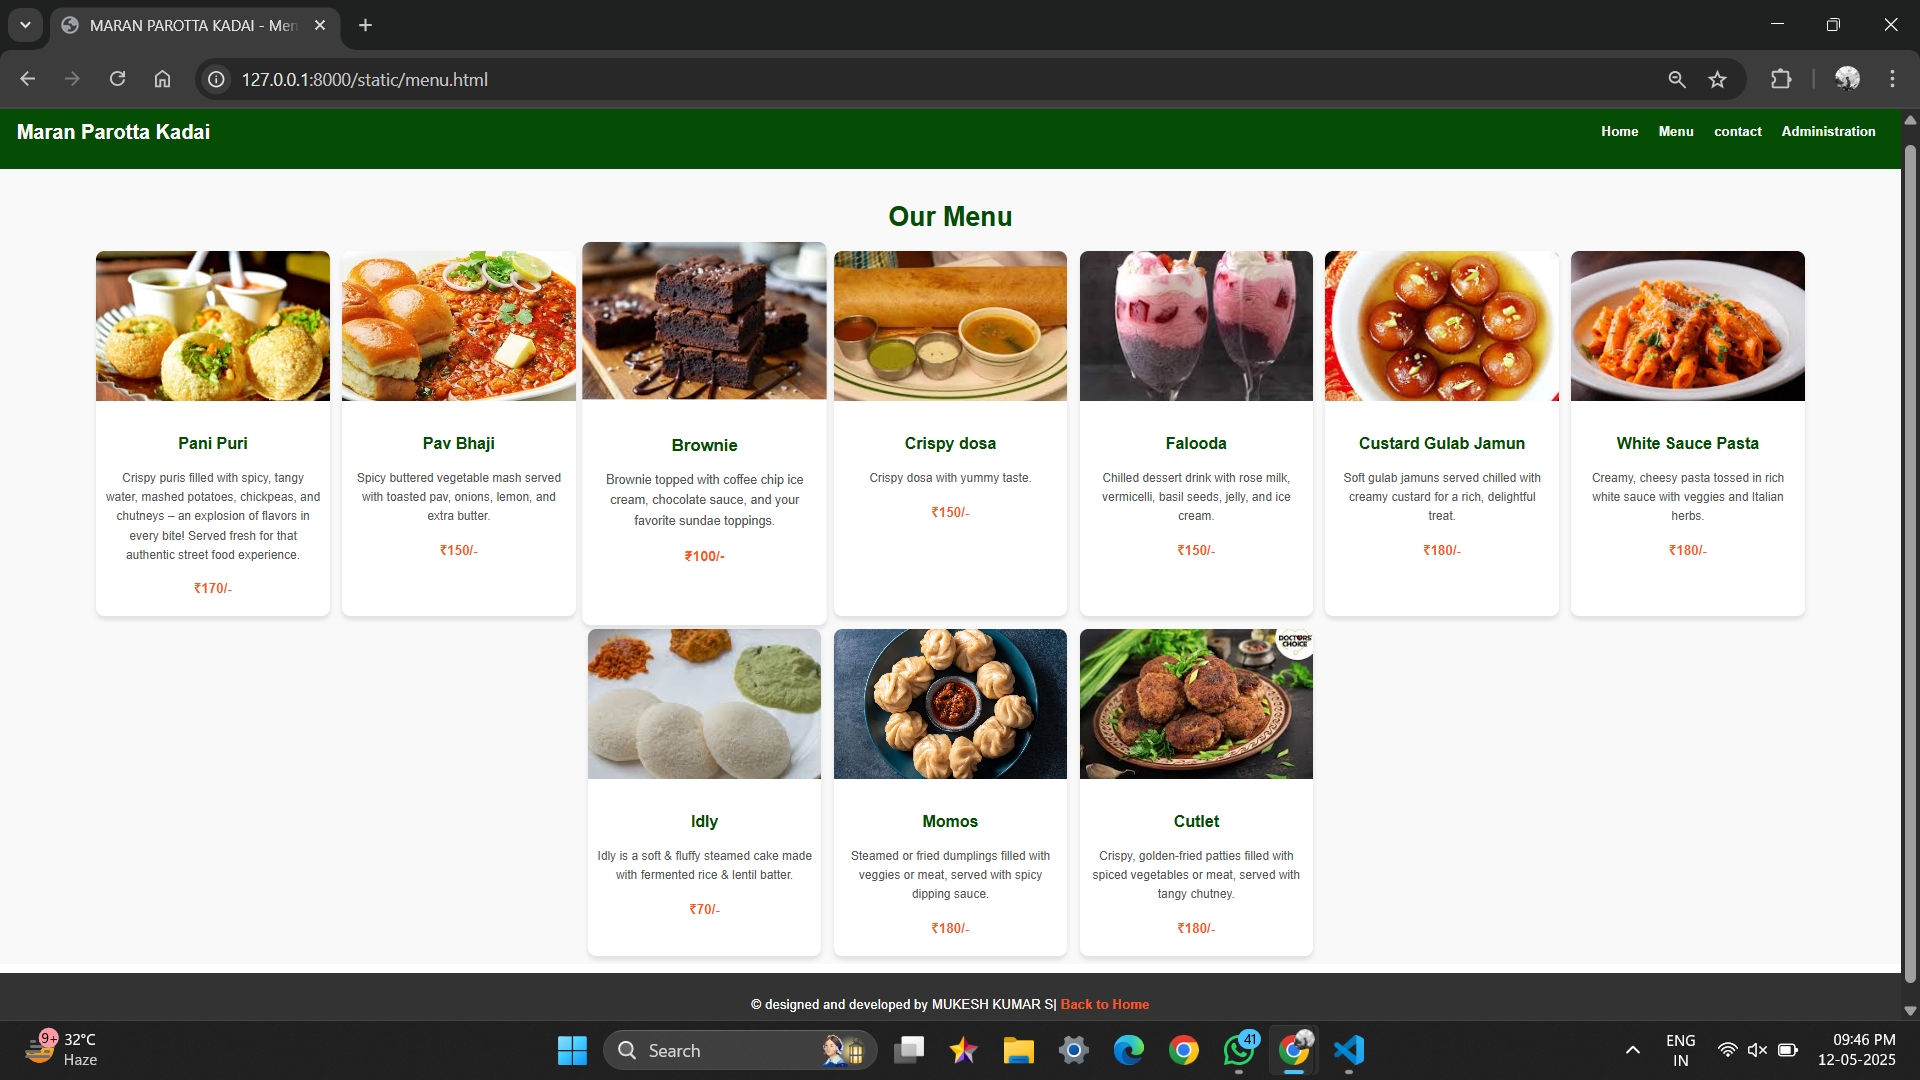 MARAN PAROTTA KADAI - Men
127.0.0.1:8000/static/menu.html
Maran Parotta Kadai
Home Menu contact Administration
Our Menu
Pani Puri
Crispy puris filled with spicy, tangy
water, mashed potatoes, chickpeas, and
chutneys – an explosion of flavors in
every bite! Served fresh for that
authentic street food experience.
₹170/-
Pav Bhaji
Spicy buttered vegetable mash served
with toasted pav, onions, lemon, and
extra butter.
₹150/-
Brownie
Brownie topped with coffee chip ice
cream, chocolate sauce, and your
favorite sundae toppings.
₹100/-
Crispy dosa
Crispy dosa with yummy taste.
₹150/-
Falooda
Chilled dessert drink with rose milk,
vermicelli, basil seeds, jelly, and ice
cream.
₹150/-
Custard Gulab Jamun
Soft gulab jamuns served chilled with
creamy custard for a rich, delightful
treat.
₹180/-
White Sauce Pasta
Creamy, cheesy pasta tossed in rich
white sauce with veggies and Italian
herbs.
₹180/-
Idly
Idly is a soft & fluffy steamed cake made
with fermented rice & lentil batter.
₹70/-
Momos
Steamed or fried dumplings filled with
veggies or meat, served with spicy
dipping sauce.
₹180/-
DOCTORS'
CHOICE
Cutlet
Crispy, golden-fried patties filled with
spiced vegetables or meat, served with
tangy chutney.
₹180/-
© designed and developed by MUKESH KUMAR S| Back to Home
9+
32°C
Haze
Search
41
ENG
IN
09:46 PM
12-05-2025